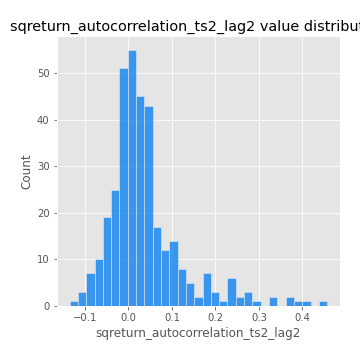 sqreturn_autocorrelation_ts2_lag2 value distribut
50
40
30
20
10
0
Count
−0.1 0.0 0.1 0.2 0.3 0.4
sqreturn_autocorrelation_ts2_lag2